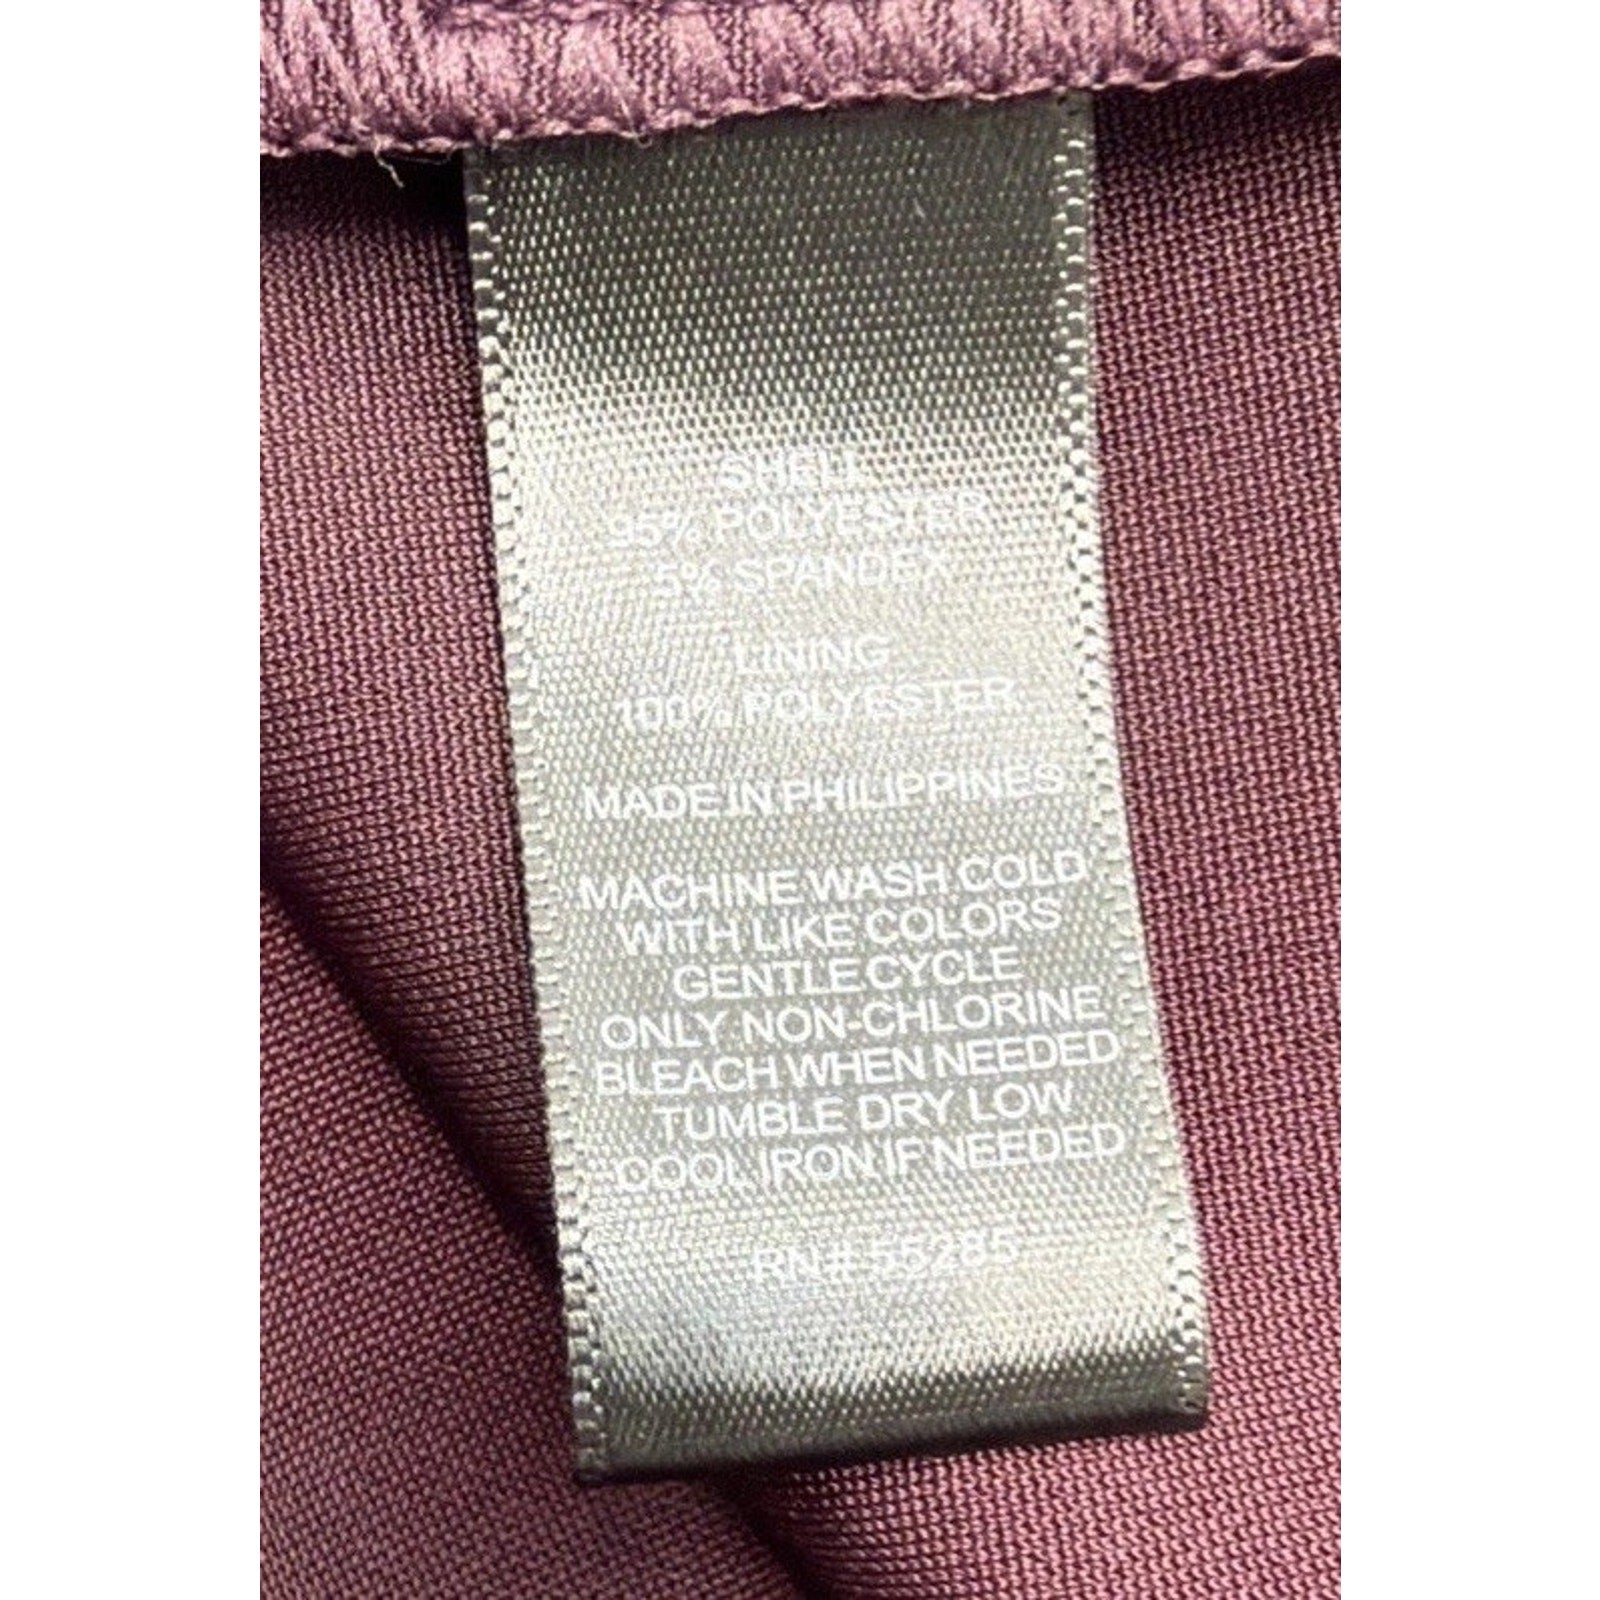 SHELL
95% POLYESTER
5% SPANDEX
LINING
100% POLYESTER
MADE IN PHILIPPINES
MACHINE WASH COLD
WITH LIKE COLORS
GENTLE CYCLE
ONLY NON-CHLORINE
BLEACH WHEN NEEDED
TUMBLE DRY LOW
COOL IRON IF NEEDED
RN# 55285